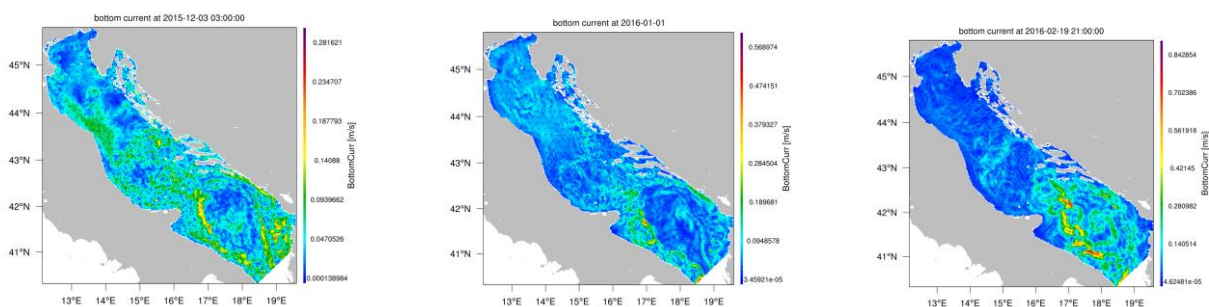 bottom current at 2015-12-03 03:00:00
45°N
44°N
43°N
42°N
41°N
13°E 14°E 15°E 16°E 17°E 18°E 19°E
0.281621
0.234707
0.187793
0.14088
0.0939662
0.0470526
0.000138984
BottomCurr [m/s]
bottom current at 2016-01-01
45°N
44°N
43°N
42°N
41°N
13°E 14°E 15°E 16°E 17°E 18°E 19°E
0.568974
0.474151
0.379327
0.284504
0.189681
0.0948578
3.45921e-05
BottomCurr [m/s]
bottom current at 2016-02-19 21:00:00
45°N
44°N
43°N
42°N
41°N
13°E 14°E 15°E 16°E 17°E 18°E 19°E
0.842854
0.702386
0.561918
0.42145
0.280982
0.140514
4.62481e-05
BottomCurr [m/s]